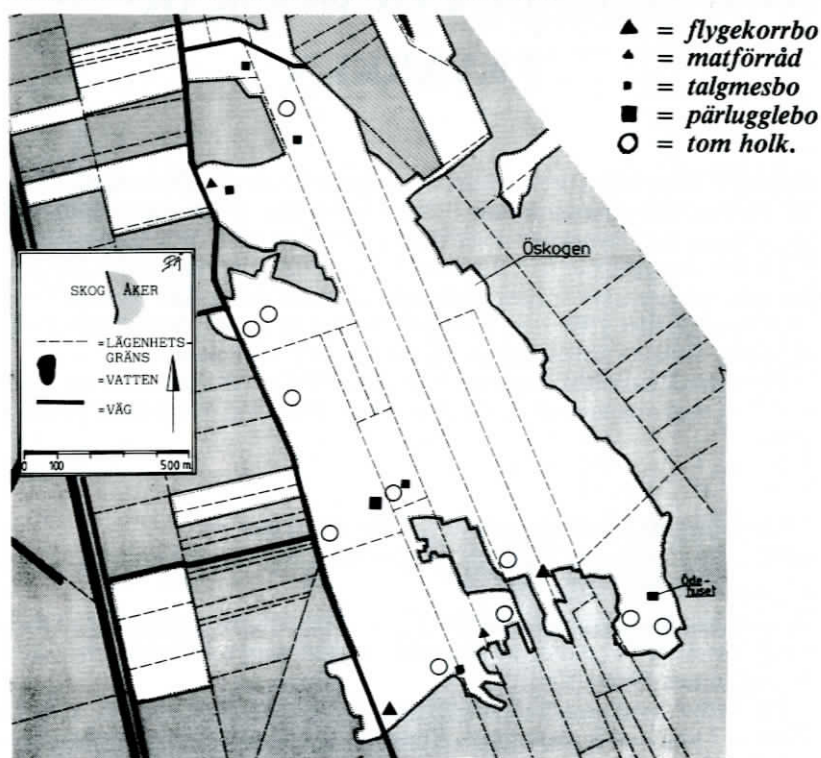 ▲ = flygekorrbo
▲ = matförråd
▪ = talgmesbo
■ = pärlugglebo
○ = tom holk.
Öskogen
SKOG ÅKER
---- =LÄGENHETS-
GRÄNS
=VATTEN
=VÄG
0 100 500 m
Öde-
huset